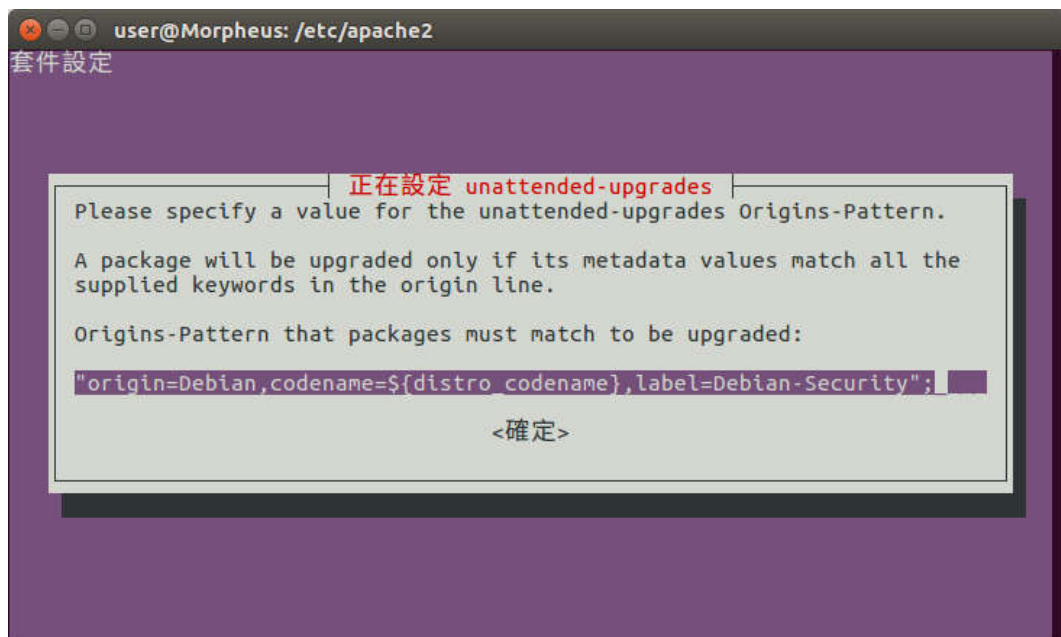 user@Morpheus: /etc/apache2
套件設定
正在設定 unattended-upgrades
Please specify a value for the unattended-upgrades Origins-Pattern.
A package will be upgraded only if its metadata values match all the
supplied keywords in the origin line.
Origins-Pattern that packages must match to be upgraded:
"origin=Debian,codename=${distro_codename},label=Debian-Security";____
<確定>